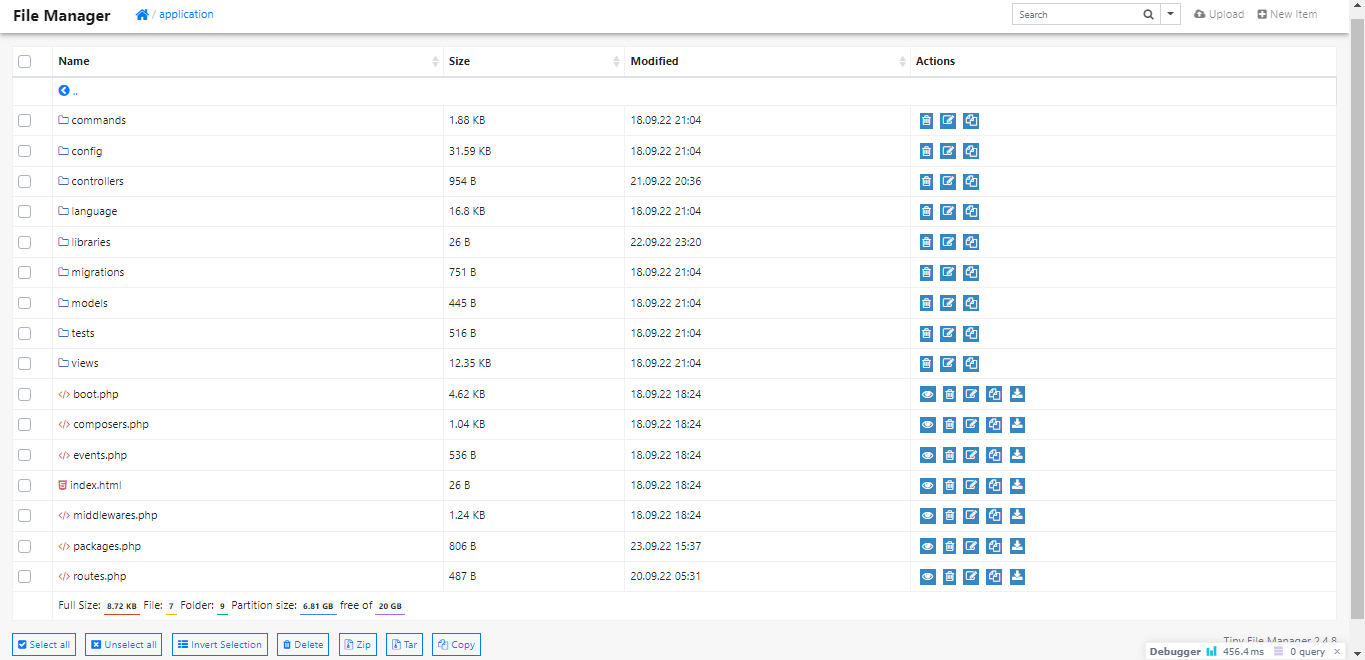 File Manager / application Search Upload New Item
Name Size Modified Actions
..
commands 1.88 KB 18.09.22 21:04
config 31.59 KB 18.09.22 21:04
controllers 954 B 21.09.22 20:36
language 16.8 KB 18.09.22 21:04
libraries 26 B 22.09.22 23:20
migrations 751 B 18.09.22 21:04
models 445 B 18.09.22 21:04
tests 516 B 18.09.22 21:04
views 12.35 KB 18.09.22 21:04
boot.php 4.62 KB 18.09.22 18:24
composers.php 1.04 KB 18.09.22 18:24
events.php 536 B 18.09.22 18:24
index.html 26 B 18.09.22 18:24
middlewares.php 1.24 KB 18.09.22 18:24
packages.php 806 B 23.09.22 15:37
routes.php 487 B 20.09.22 05:31
Full Size: 8.72 KB File: 7 Folder: 9 Partition size: 6.81 GB free of 20 GB
Select all Unselect all Invert Selection Delete Zip Tar Copy
Tiny File Manager 2.4.8
Debugger 456.4 ms 0 query ×